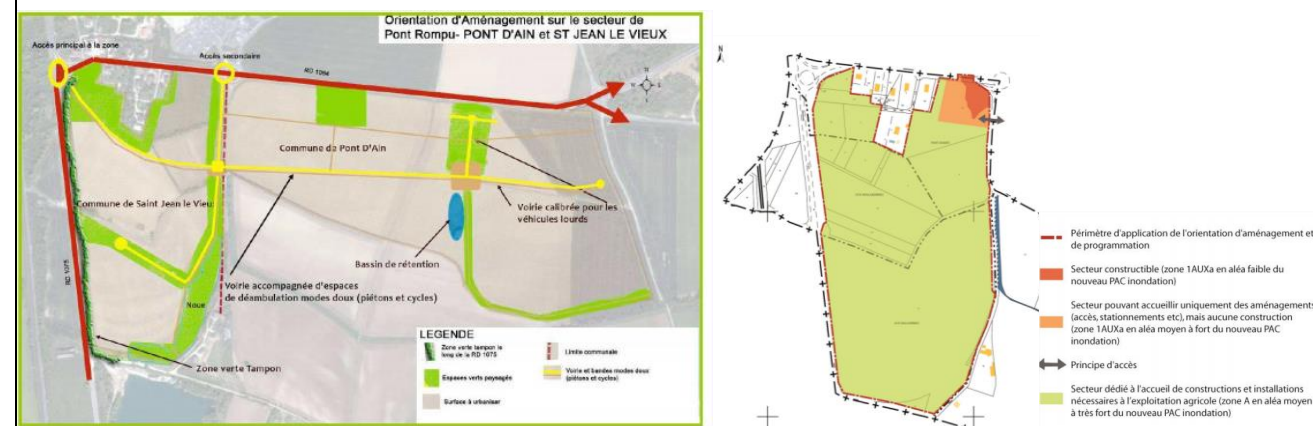 Orientation d'Aménagement sur le secteur de
Pont Rompu- PONT D'AIN et ST JEAN LE VIEUX
Accès principal à la zone
Accès secondaire
RD 1084
Commune de Pont D'Ain
Commune de Saint Jean le Vieu
Voirie calibrée pour les
véhicules lourds
Bassin de rétention
Voirie accompagnée d'espaces
de déambulation modes doux (piétons et cycles)
RD 1075
Noue
Zone verte Tampon
LEGENDE
Zone verte tampon le
long de la RD 1075
Limite communale
Espaces verts paysagés
Voirie et bandes modes doux
(piétons et cycles)
Surface à urbaniser
N
Périmètre d'application de l'orientation d'aménagement et
de programmation
Secteur constructible (zone 1AUXa en aléa faible du
nouveau PAC inondation)
Secteur pouvant accueillir uniquement des aménagements
(accès, stationnements etc), mais aucune construction
(zone 1AUXa en aléa moyen à fort du nouveau PAC
inondation)
Principe d'accès
Secteur dédié à l'accueil de constructions et installations
nécessaires à l'exploitation agricole (zone A en aléa moyen
à très fort du nouveau PAC inondation)